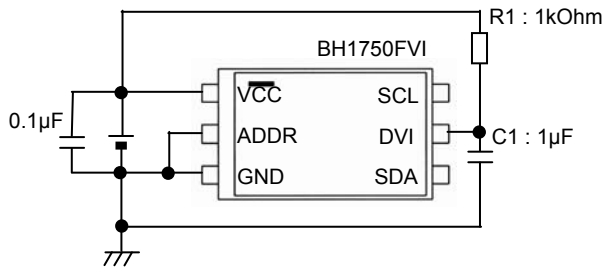 R1 : 1kOhm
BH1750FVI
VCC SCL
0.1µF
ADDR DVI C1 : 1µF
GND SDA